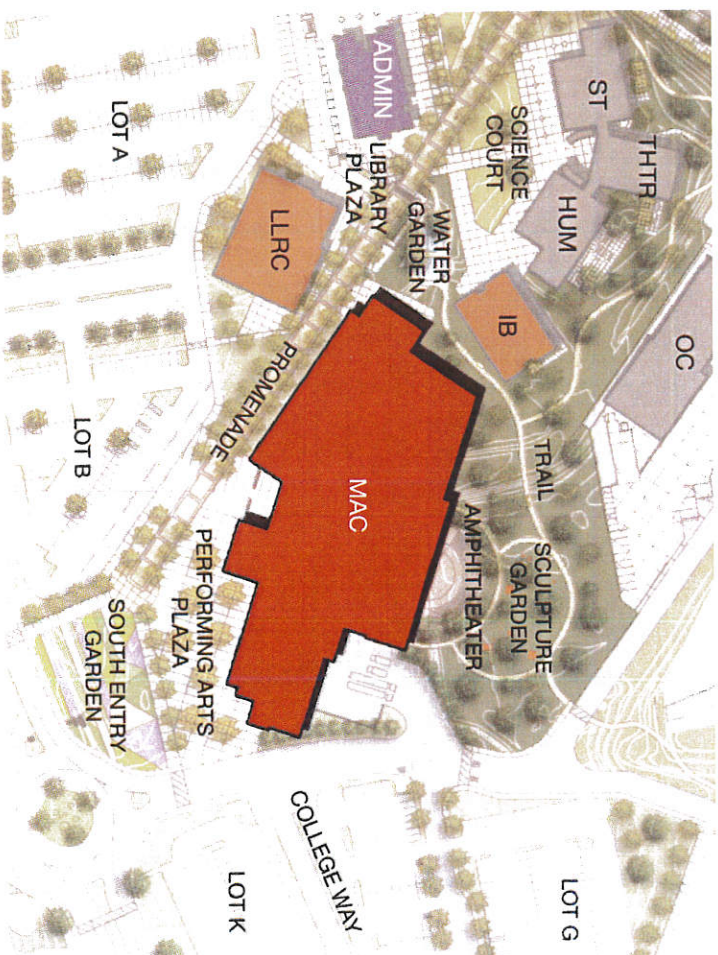 ADMIN
ST
THTR
SCIENCE
COURT
HUM
LOT A
LIBRARY
PLAZA
WATER
GARDEN
LLRC
IB
OC
PROMENADE
LOT B
MAC
TRAIL
AMPHITHEATER
SCULPTURE
GARDEN
PERFORMING ARTS
PLAZA
SOUTH ENTRY
GARDEN
COLLEGE WAY
LOT K
LOT G